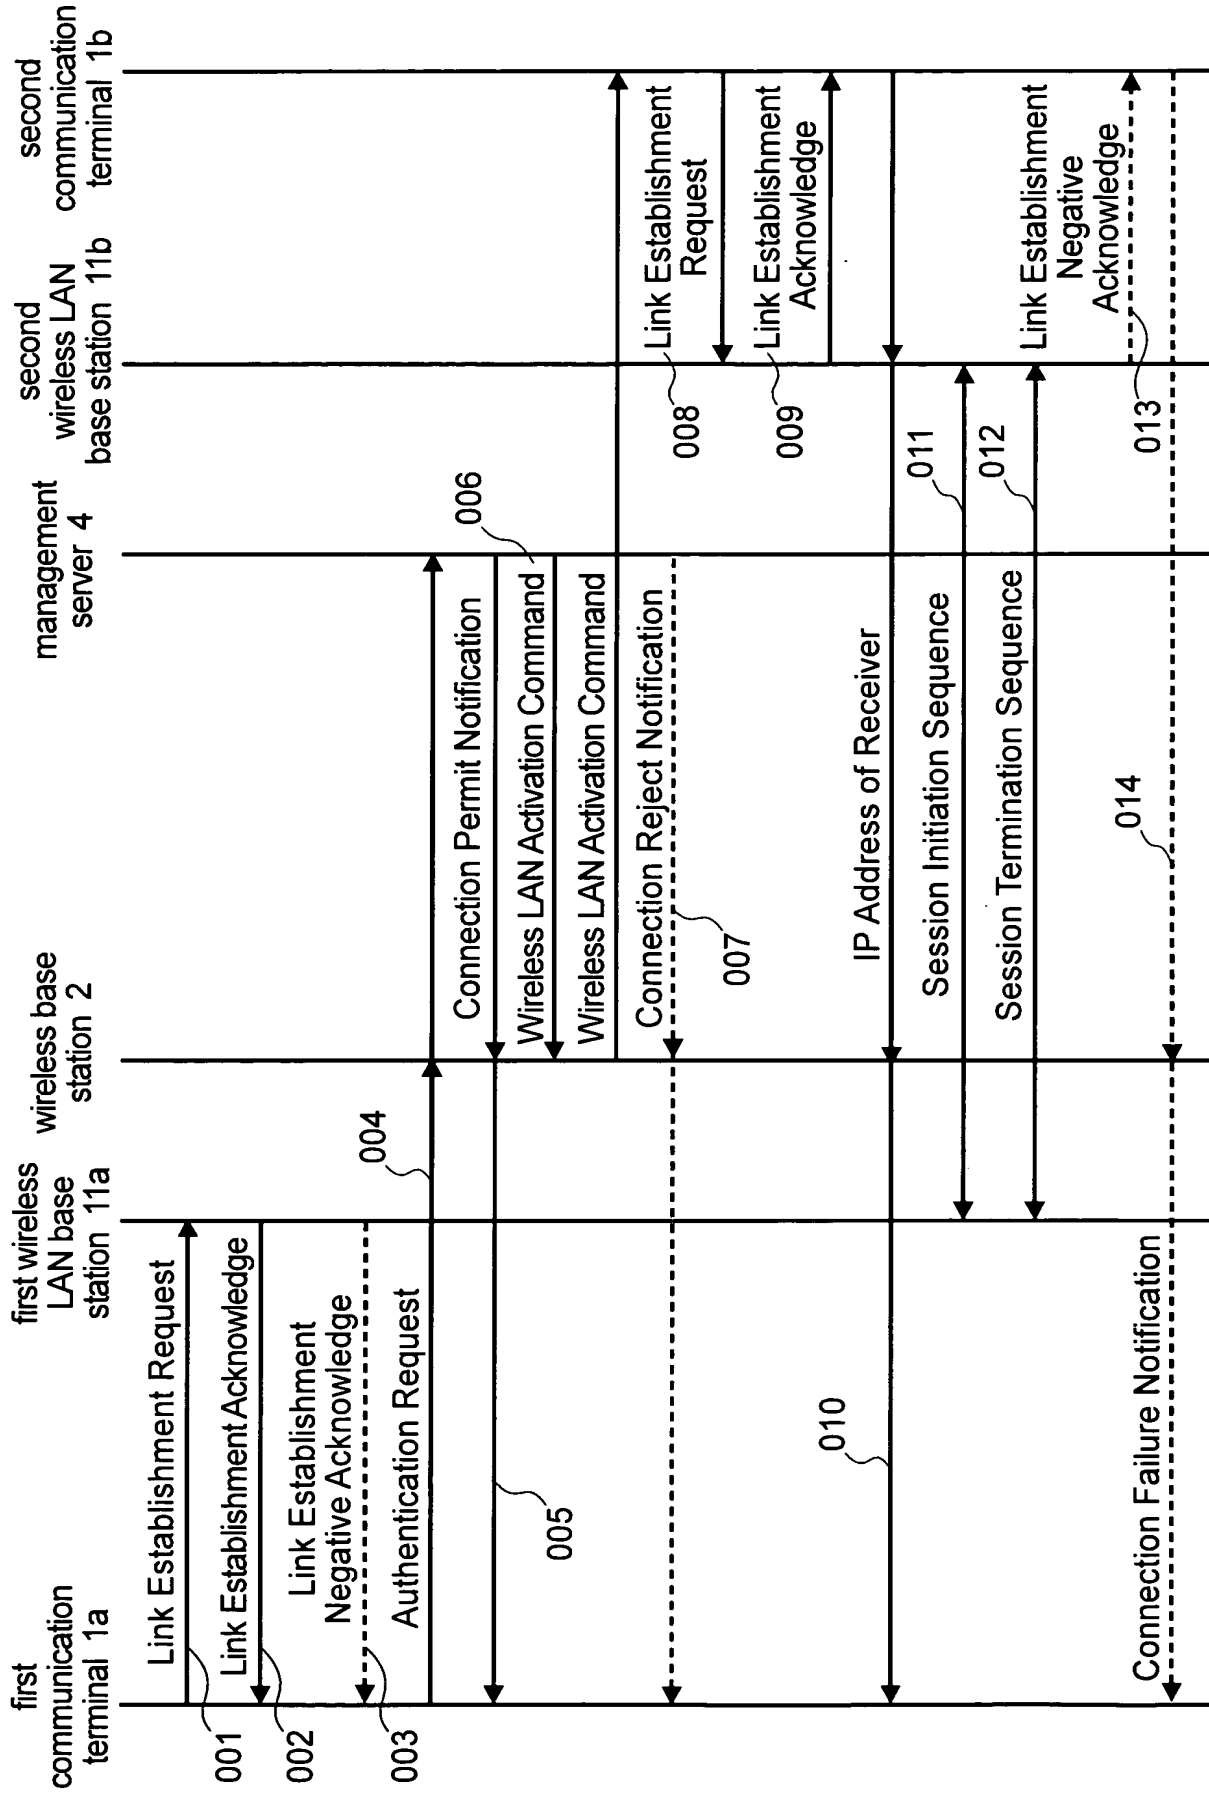 first
communication
terminal 1a
first wireless
LAN base
station 11a
wireless base
station 2
management
server 4
second
wireless LAN
base station 11b
second
communication
terminal 1b
Link Establishment Request
001
Link Establishment Acknowledge
002
Link Establishment
Negative Acknowledge
003
Authentication Request
004
Connection Permit Notification
005
Wireless LAN Activation Command
006
Wireless LAN Activation Command
Connection Reject Notification
007
Link Establishment
Request
008
Link Establishment
Acknowledge
009
IP Address of Receiver
010
Session Initiation Sequence
011
Session Termination Sequence
012
Link Establishment
Negative
Acknowledge
013
Connection Failure Notification
014